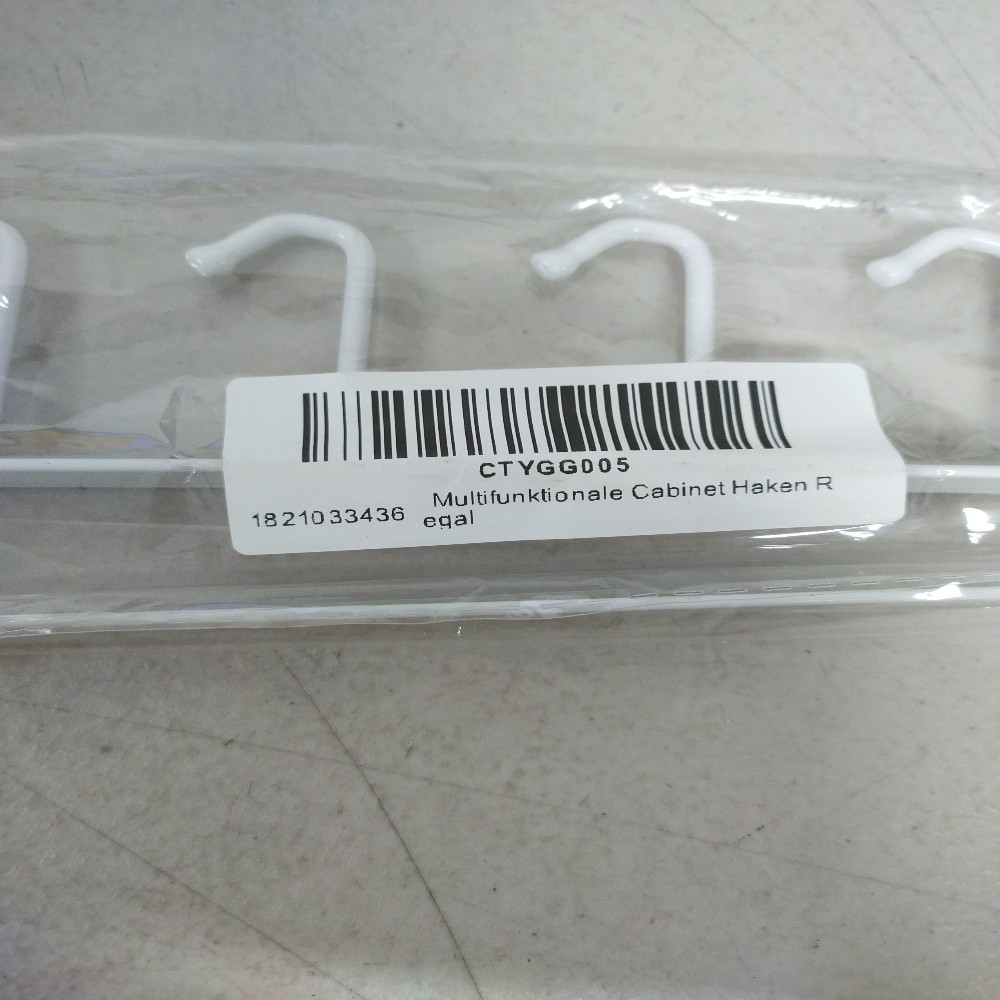 CTYGG005
Multifunktionale Cabinet Haken R
1821033436 egal